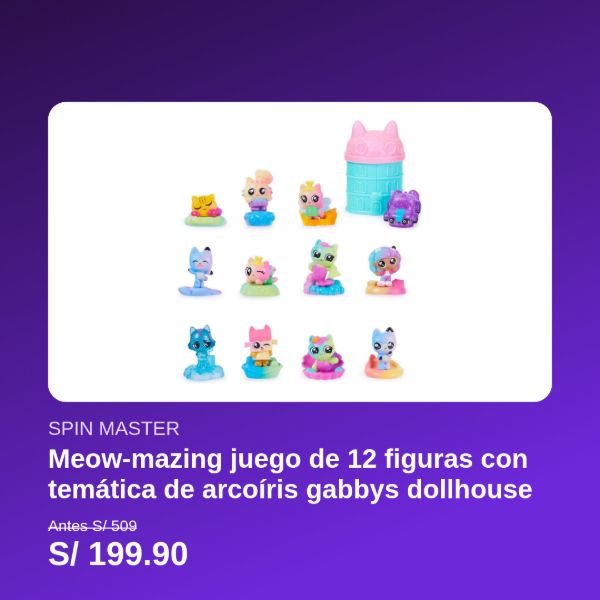 SPIN MASTER
Meow-mazing juego de 12 figuras con
temática de arcoíris gabbys dollhouse
Antes S/ 509
S/ 199.90